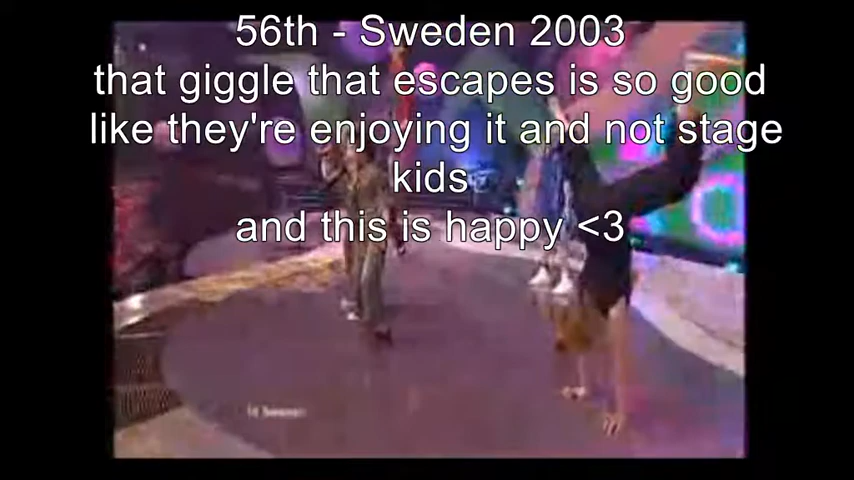 56th - Sweden 2003
that giggle that escapes is so good
like they're enjoying it and not stage
kids
and this is happy <3